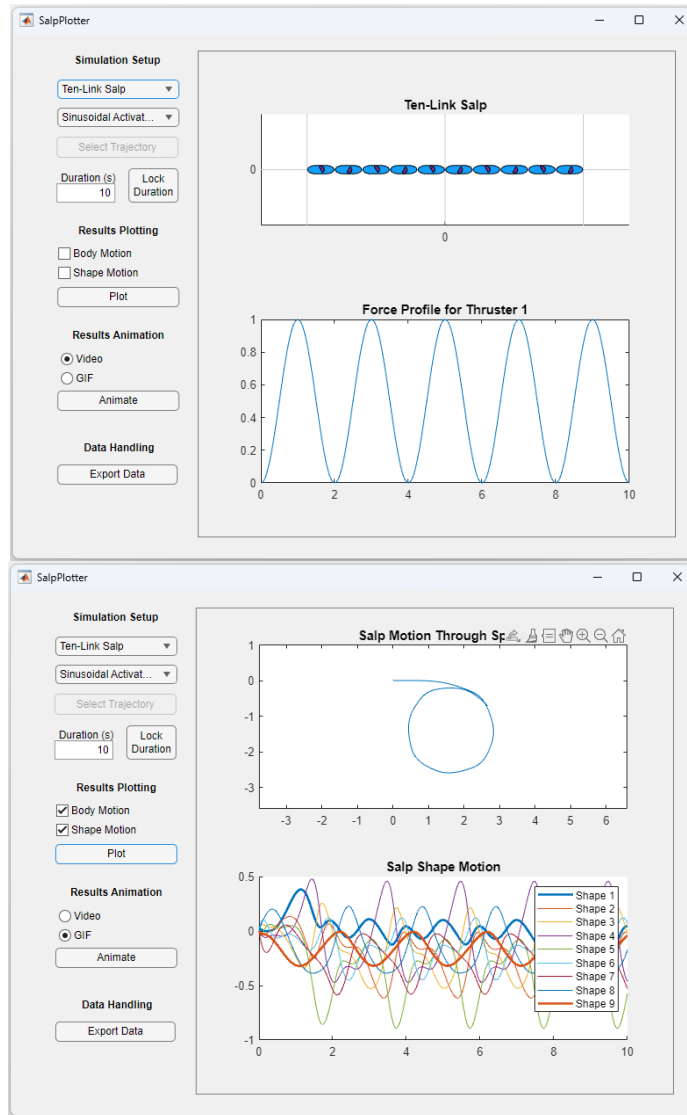 SalpPlotter
Simulation Setup
Ten-Link Salp
Sinusoidal Activat...
Select Trajectory
Duration (s)
10
Lock
Duration
Results Plotting
Body Motion
Shape Motion
Plot
Results Animation
Video
GIF
Animate
Data Handling
Export Data
Ten-Link Salp
0
0
Force Profile for Thruster 1
1
0.8
0.6
0.4
0.2
0
0 2 4 6 8 10
SalpPlotter
Simulation Setup
Ten-Link Salp
Sinusoidal Activat...
Select Trajectory
Duration (s)
10
Lock
Duration
Results Plotting
Body Motion
Shape Motion
Plot
Results Animation
Video
GIF
Animate
Data Handling
Export Data
Salp Motion Through Sp
1
0
-1
-2
-3
-3 -2 -1 0 1 2 3 4 5 6
Salp Shape Motion
0.5
0
-0.5
-1
0 2 4 6 8 10
Shape 1
Shape 2
Shape 3
Shape 4
Shape 5
Shape 6
Shape 7
Shape 8
Shape 9